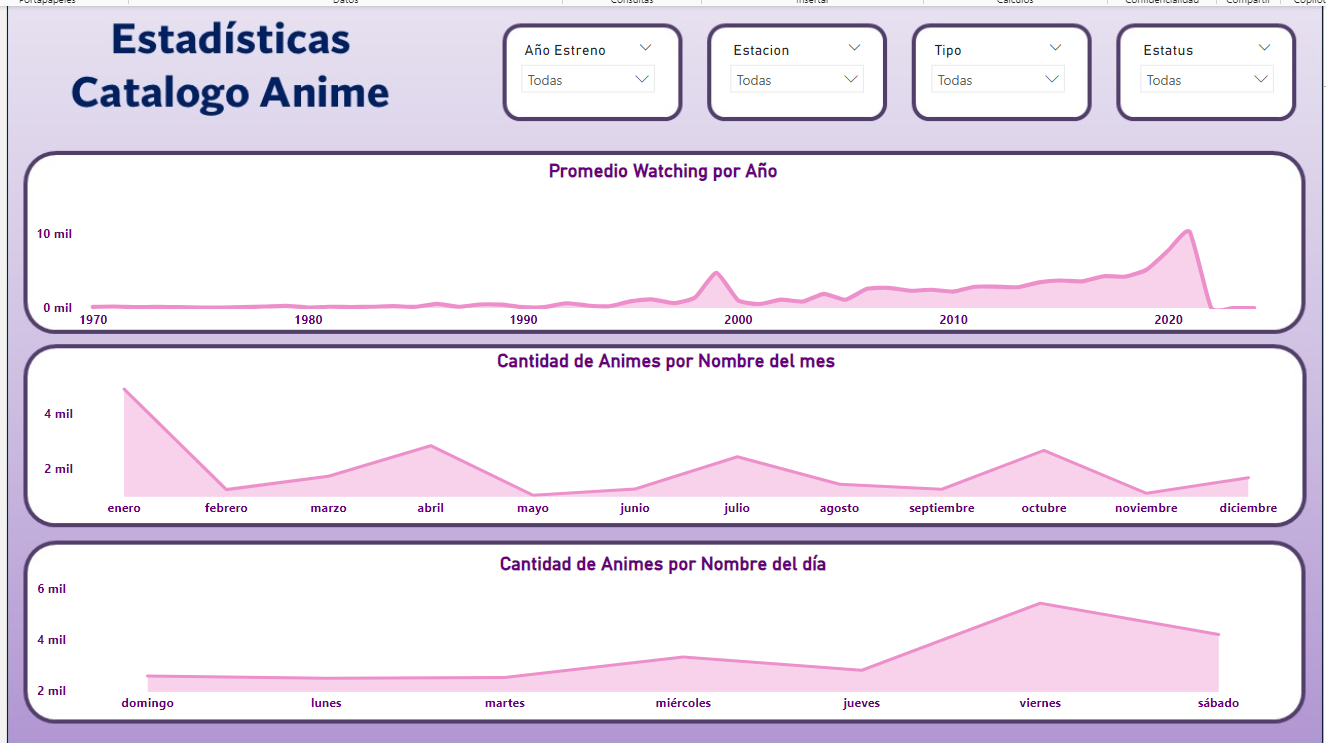 Portapapeles Datos Consultas Insertar Cálculos Confidencialidad Compartir Copilot
Estadísticas
Catalogo Anime
Año Estreno
Todas
Estacion
Todas
Tipo
Todas
Estatus
Todas
Promedio Watching por Año
10 mil
0 mil
1970 1980 1990 2000 2010 2020
Cantidad de Animes por Nombre del mes
4 mil
2 mil
enero febrero marzo abril mayo junio julio agosto septiembre octubre noviembre diciembre
Cantidad de Animes por Nombre del día
6 mil
4 mil
2 mil
domingo lunes martes miércoles jueves viernes sábado